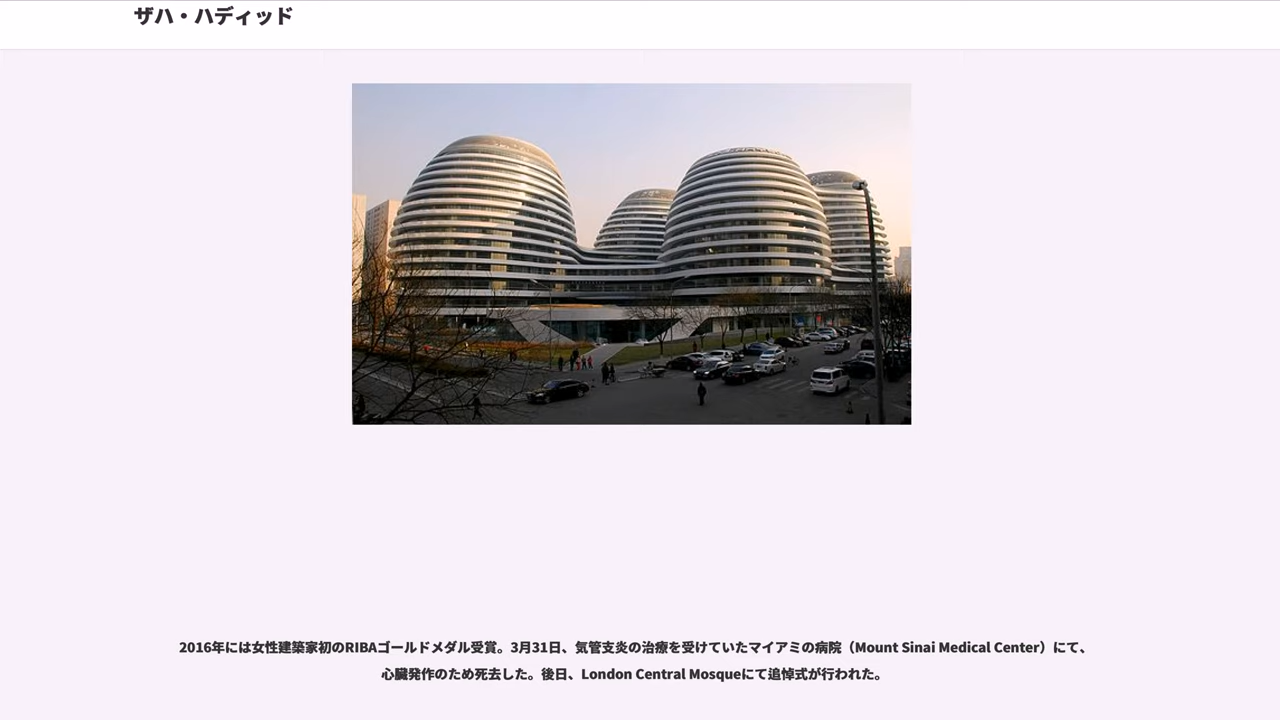 ザハ・ハディッド
2016年には女性建築家初のRIBAゴールドメダル受賞。3月31日、気管支炎の治療を受けていたマイアミの病院（Mount Sinai Medical Center）にて、
心臓発作のため死去した。後日、London Central Mosqueにて追悼式が行われた。